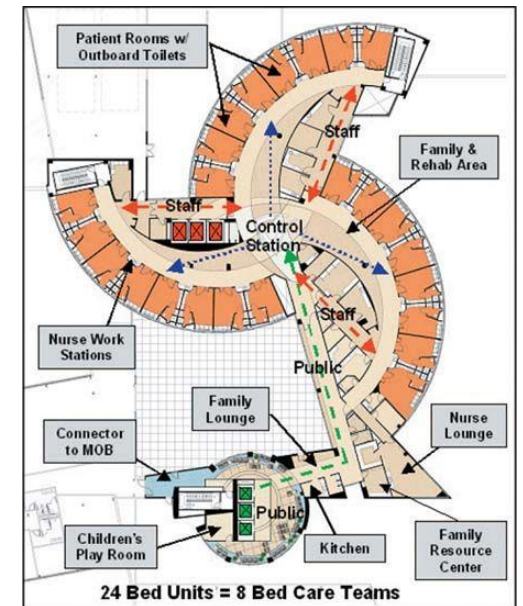 Patient Rooms w/
Outboard Toilets
Staff
Family &
Rehab Area
Staff
Control
Station
Nurse Work
Stations
Staff
Public
Family
Lounge
Nurse
Lounge
Connector
to MOB
Public
Children's
Play Room
Kitchen
Family
Resource
Center
24 Bed Units = 8 Bed Care Teams